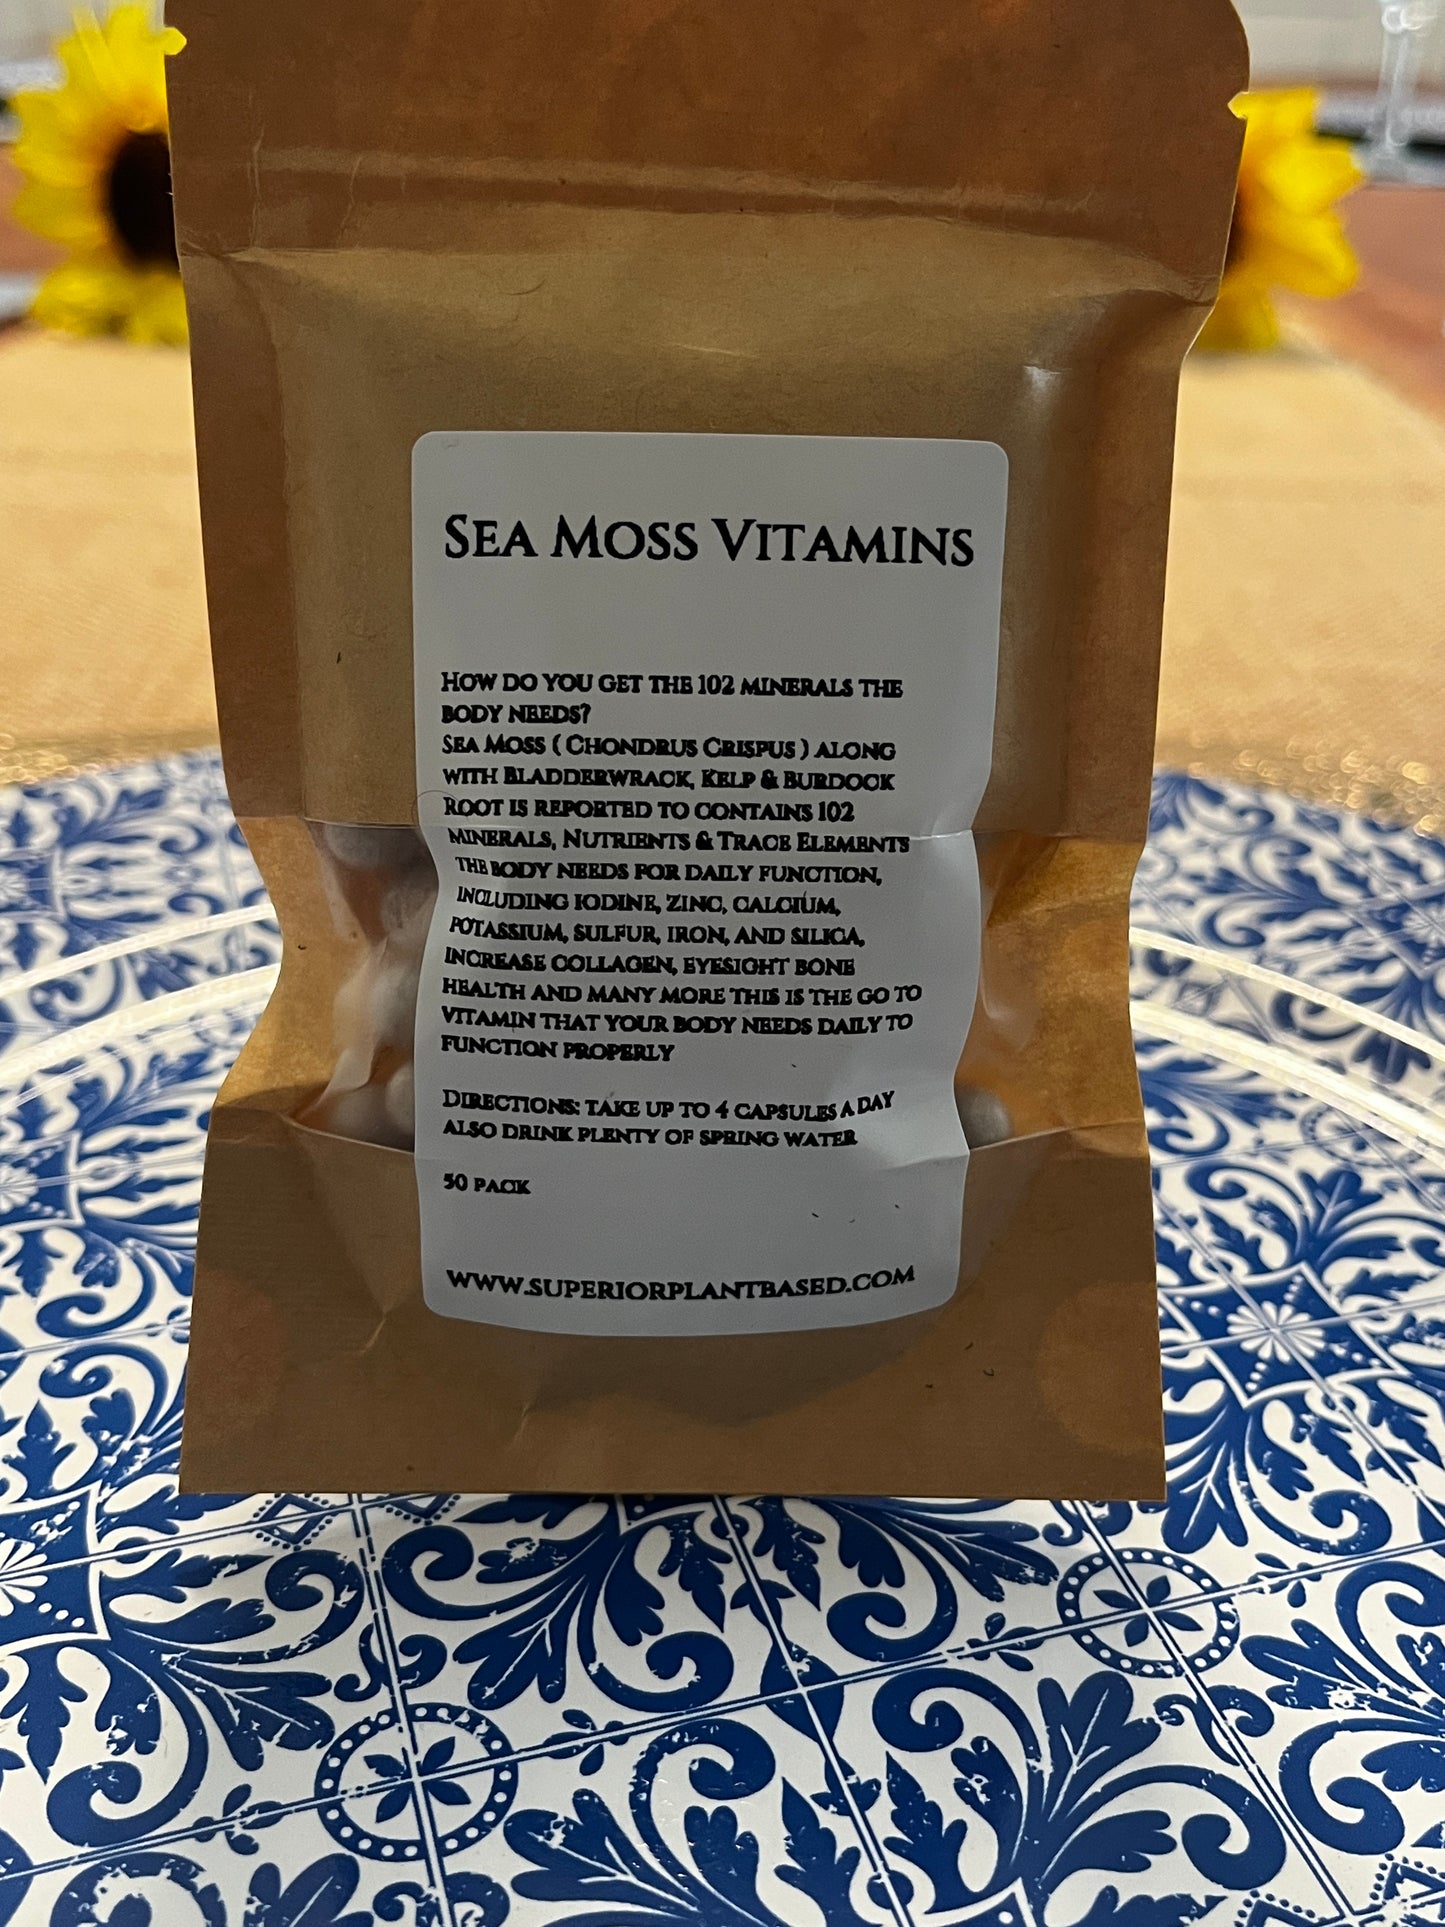 Sea Moss Vitamins
How do you get the 102 minerals the
body needs?
Sea Moss ( Chondrus Crispus ) along
with Bladderwrack, Kelp & Burdock
Root is reported to contains 102
minerals, Nutrients & Trace Elements
the body needs for daily function,
including iodine, zinc, calcium,
potassium, sulfur, iron, and silica,
increase collagen, eyesight bone
health and many more this is the go to
vitamin that your body needs daily to
function properly
Directions: take up to 4 capsules a day
also drink plenty of spring water
50 pack
www.superiorplantbased.com